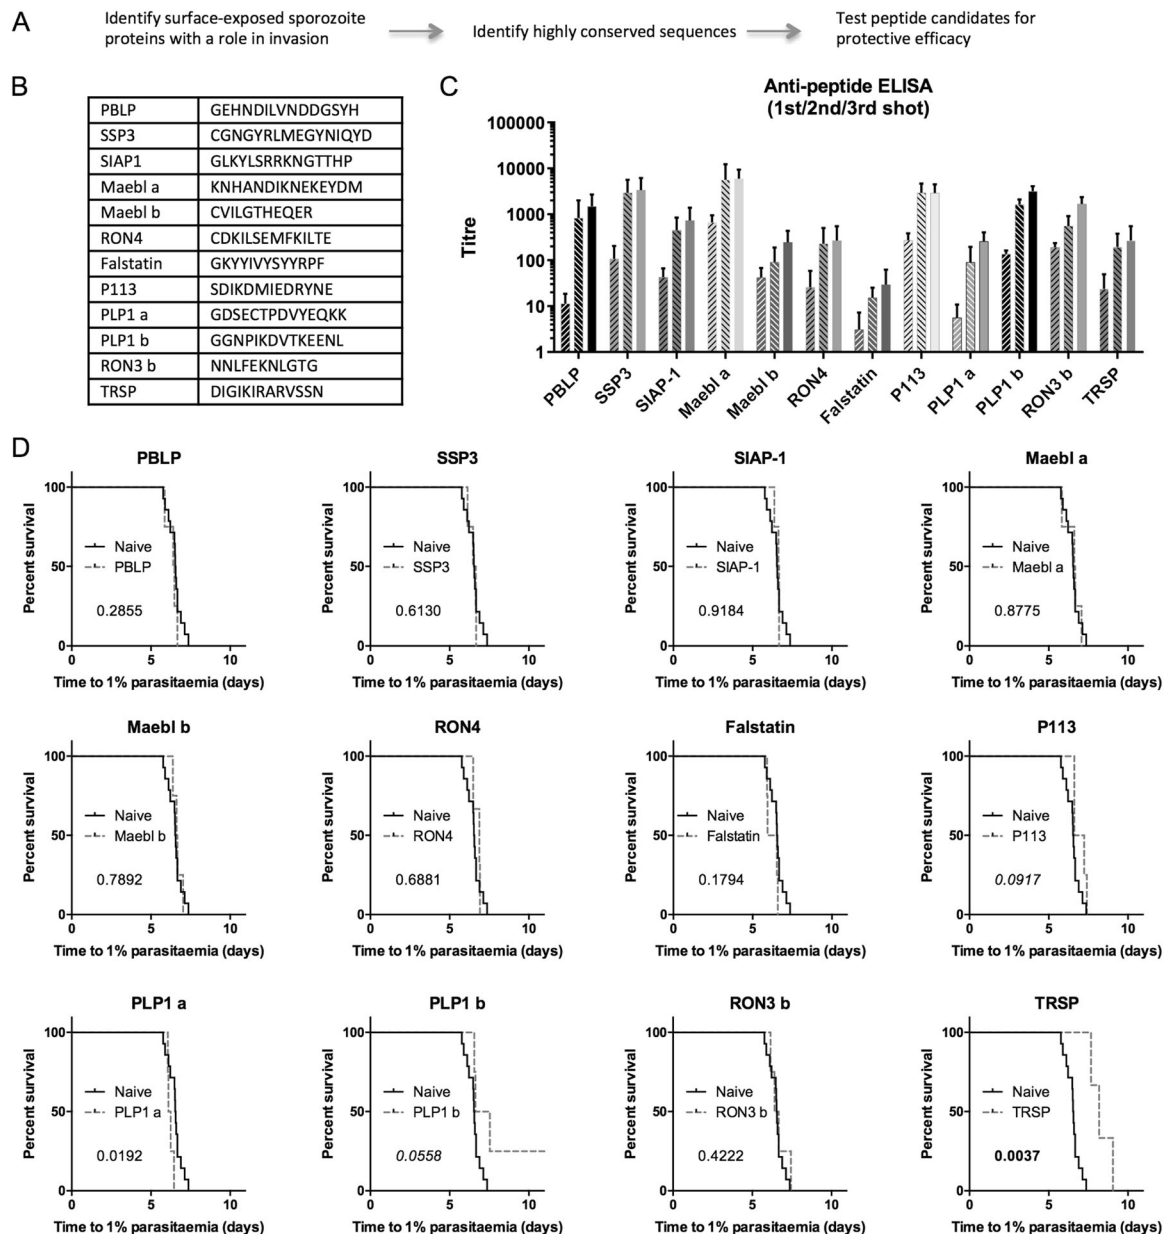 A
Identify surface-exposed sporozoite
proteins with a role in invasion
Identify highly conserved sequences
Test peptide candidates for
protective efficacy
B
PBLP GEHNDILVNDDGSYH
SSP3 CGNGYRLMEGYNIQYD
SIAP1 GLKYLSRRKNGTTHP
Maebl a KNHANDIKNEKEYDM
Maebl b CVILGTHEQER
RON4 CDKILSEMFKILTE
Falstatin GKYYIVYSYYRPF
P113 SDIKDMIEDRYNE
PLP1 a GDSECTPDVYEQKK
PLP1 b GGNPIKDVTKEENL
RON3 b NNLFEKNLGTG
TRSP DIGIKIRARVSSN
C
Anti-peptide ELISA
(1st/2nd/3rd shot)
Titre
100000
10000
1000
100
10
1
PBLP
SSP3
SIAP-1
Maebl a
Maebl b
RON4
Falstatin
P113
PLP1 a
PLP1 b
RON3 b
TRSP
D
PBLP
Percent survival
100
50
0
Naive
PBLP
0.2855
0 5 10
Time to 1% parasitaemia (days)
SSP3
Percent survival
100
50
0
Naive
SSP3
0.6130
0 5 10
Time to 1% parasitaemia (days)
SIAP-1
Percent survival
100
50
0
Naive
SIAP-1
0.9184
0 5 10
Time to 1% parasitaemia (days)
Maebl a
Percent survival
100
50
0
Naive
Maebl a
0.8775
0 5 10
Time to 1% parasitaemia (days)
Maebl b
Percent survival
100
50
0
Naive
Maebl b
0.7892
0 5 10
Time to 1% parasitaemia (days)
RON4
Percent survival
100
50
0
Naive
RON4
0.6881
0 5 10
Time to 1% parasitaemia (days)
Falstatin
Percent survival
100
50
0
Naive
Falstatin
0.1794
0 5 10
Time to 1% parasitaemia (days)
P113
Percent survival
100
50
0
Naive
P113
0.0917
0 5 10
Time to 1% parasitaemia (days)
PLP1 a
Percent survival
100
50
0
Naive
PLP1 a
0.0192
0 5 10
Time to 1% parasitaemia (days)
PLP1 b
Percent survival
100
50
0
Naive
PLP1 b
0.0558
0 5 10
Time to 1% parasitaemia (days)
RON3 b
Percent survival
100
50
0
Naive
RON3 b
0.4222
0 5 10
Time to 1% parasitaemia (days)
TRSP
Percent survival
100
50
0
Naive
TRSP
0.0037
0 5 10
Time to 1% parasitaemia (days)